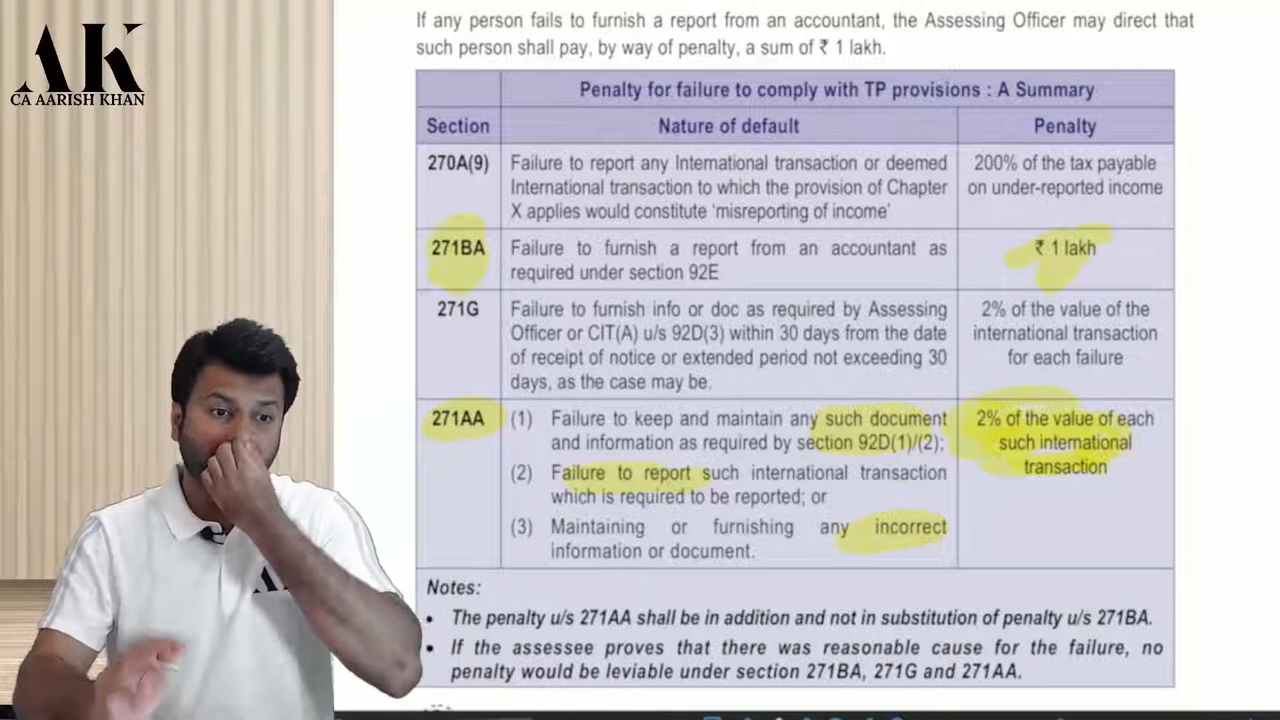 AK
CA AARISH KHAN
If any person fails to furnish a report from an accountant, the Assessing Officer may direct that
such person shall pay, by way of penalty, a sum of ₹ 1 lakh.
Penalty for failure to comply with TP provisions : A Summary
Section Nature of default Penalty
270A(9) Failure to report any International transaction or deemed
International transaction to which the provision of Chapter
X applies would constitute ‘misreporting of income’
200% of the tax payable
on under-reported income
271BA Failure to furnish a report from an accountant as
required under section 92E
₹ 1 lakh
271G Failure to furnish info or doc as required by Assessing
Officer or CIT(A) u/s 92D(3) within 30 days from the date
of receipt of notice or extended period not exceeding 30
days, as the case may be.
2% of the value of the
international transaction
for each failure
271AA (1) Failure to keep and maintain any such document
and information as required by section 92D(1)/(2);
(2) Failure to report such international transaction
which is required to be reported; or
(3) Maintaining or furnishing any incorrect
information or document.
2% of the value of each
such international
transaction
Notes:
• The penalty u/s 271AA shall be in addition and not in substitution of penalty u/s 271BA.
• If the assessee proves that there was reasonable cause for the failure, no
penalty would be leviable under section 271BA, 271G and 271AA.